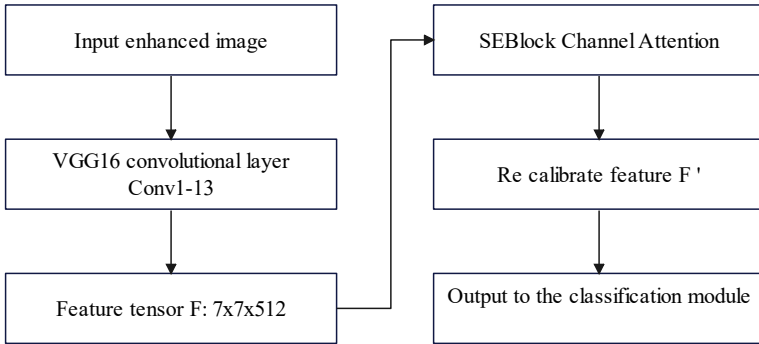 Input enhanced image
VGG16 convolutional layer
Conv1-13
Feature tensor F: 7x7x512
SEBlock Channel Attention
Re calibrate feature F '
Output to the classification module